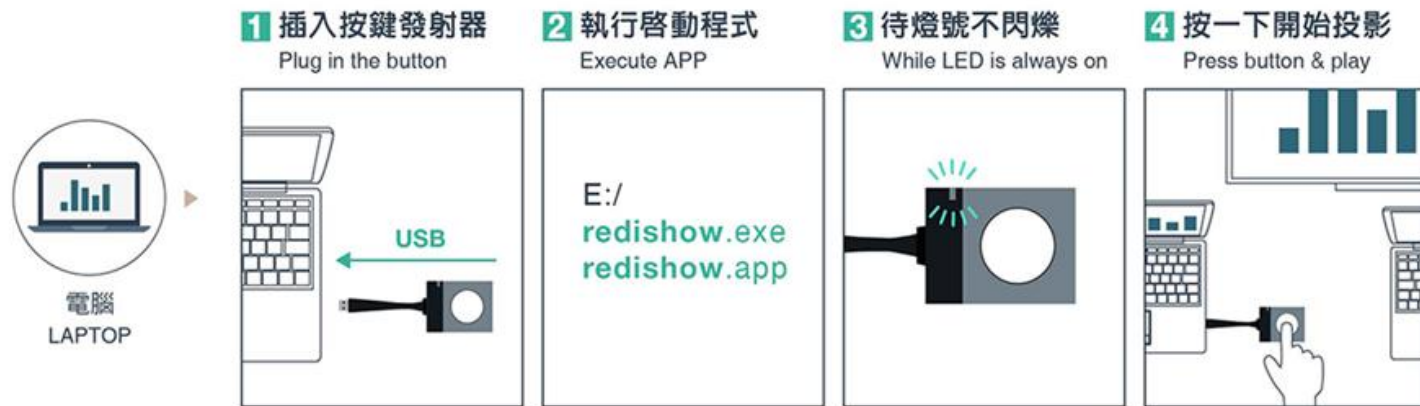 1 插入按鍵發射器
Plug in the button
2 執行啓動程式
Execute APP
3 待燈號不閃爍
While LED is always on
4 按一下開始投影
Press button & play
電腦
LAPTOP
USB
E:/
redishow.exe
redishow.app